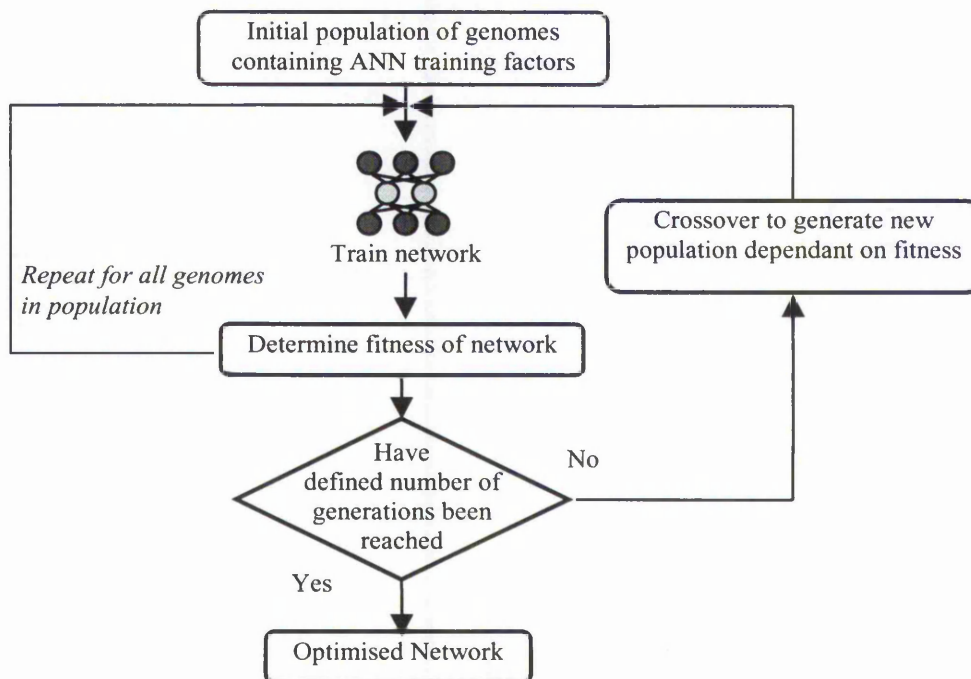 Initial population of genomes
containing ANN training factors
Train network
Crossover to generate new
population dependant on fitness
Repeat for all genomes
in population
Determine fitness of network
Have
defined number of
generations been
reached
No
Yes
Optimised Network